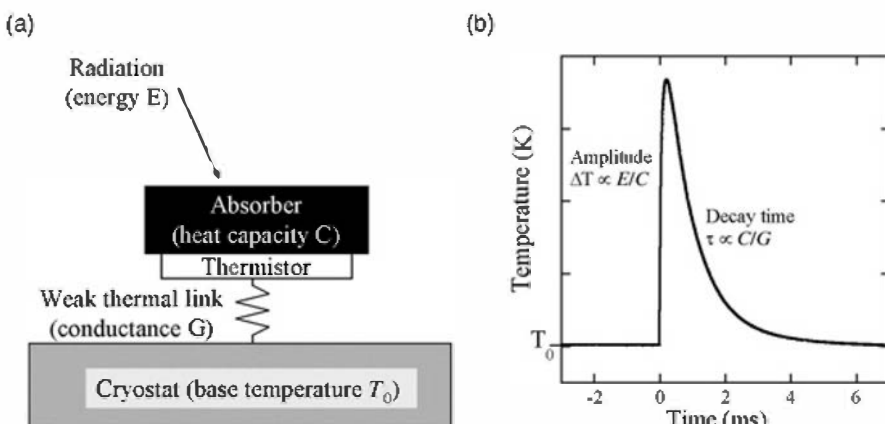 (a)
Radiation
(energy E)
Absorber
(heat capacity C)
Thermistor
Weak thermal link
(conductance G)
Cryostat (base temperature T₀)
(b)
Temperature (K)
Amplitude
ΔT ∝ E/C
Decay time
τ ∝ C/G
T₀
-2 0 2 4 6
Time (ms)